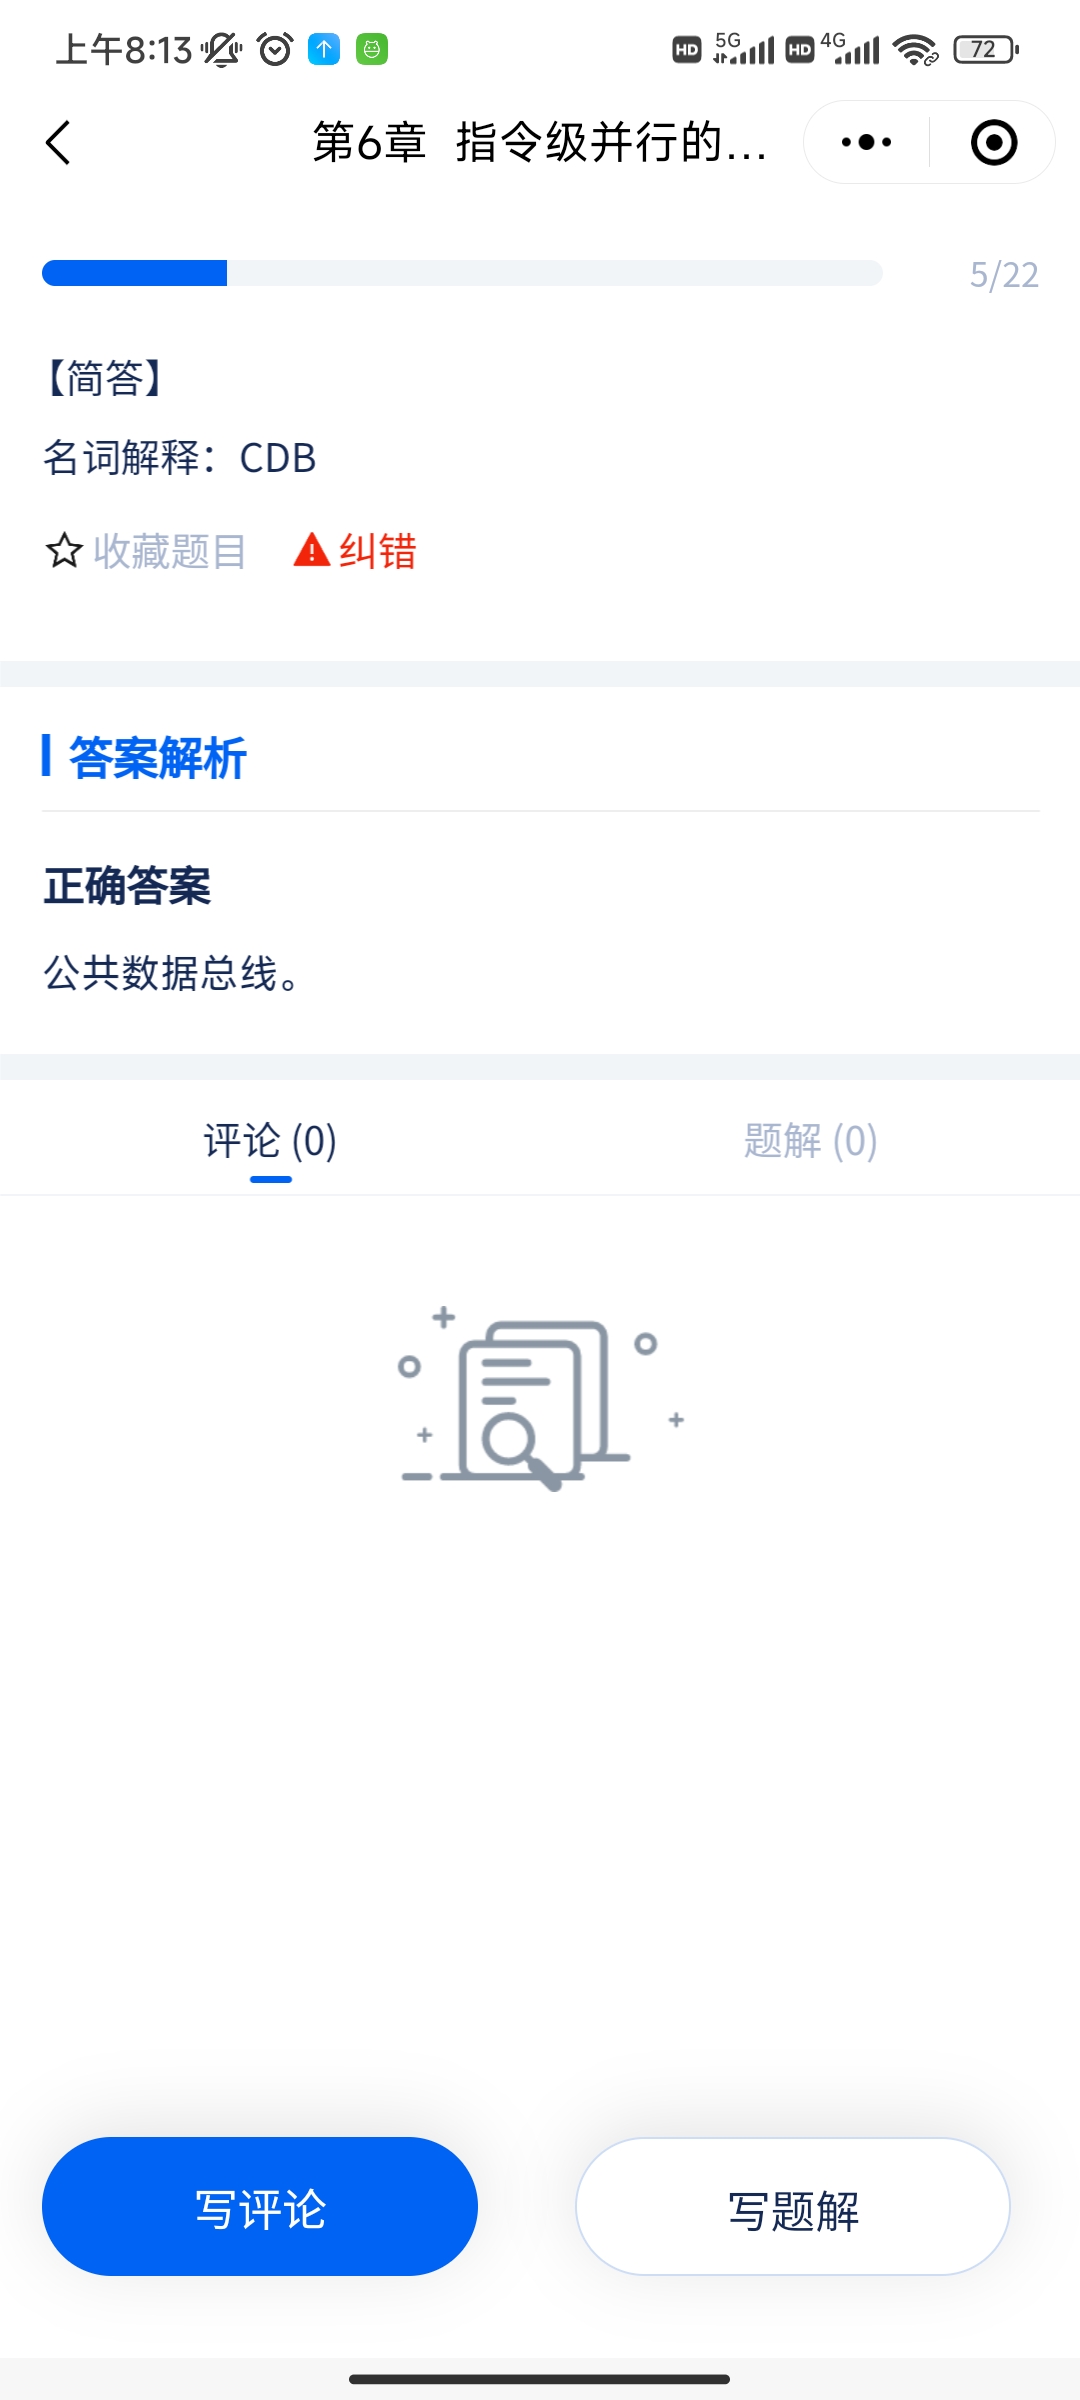 上午8:13
HD 5G HD 4G 72
第6章 指令级并行的...
5/22
【简答】
名词解释：CDB
收藏题目 纠错
答案解析
正确答案
公共数据总线。
评论 (0) 题解 (0)
写评论 写题解